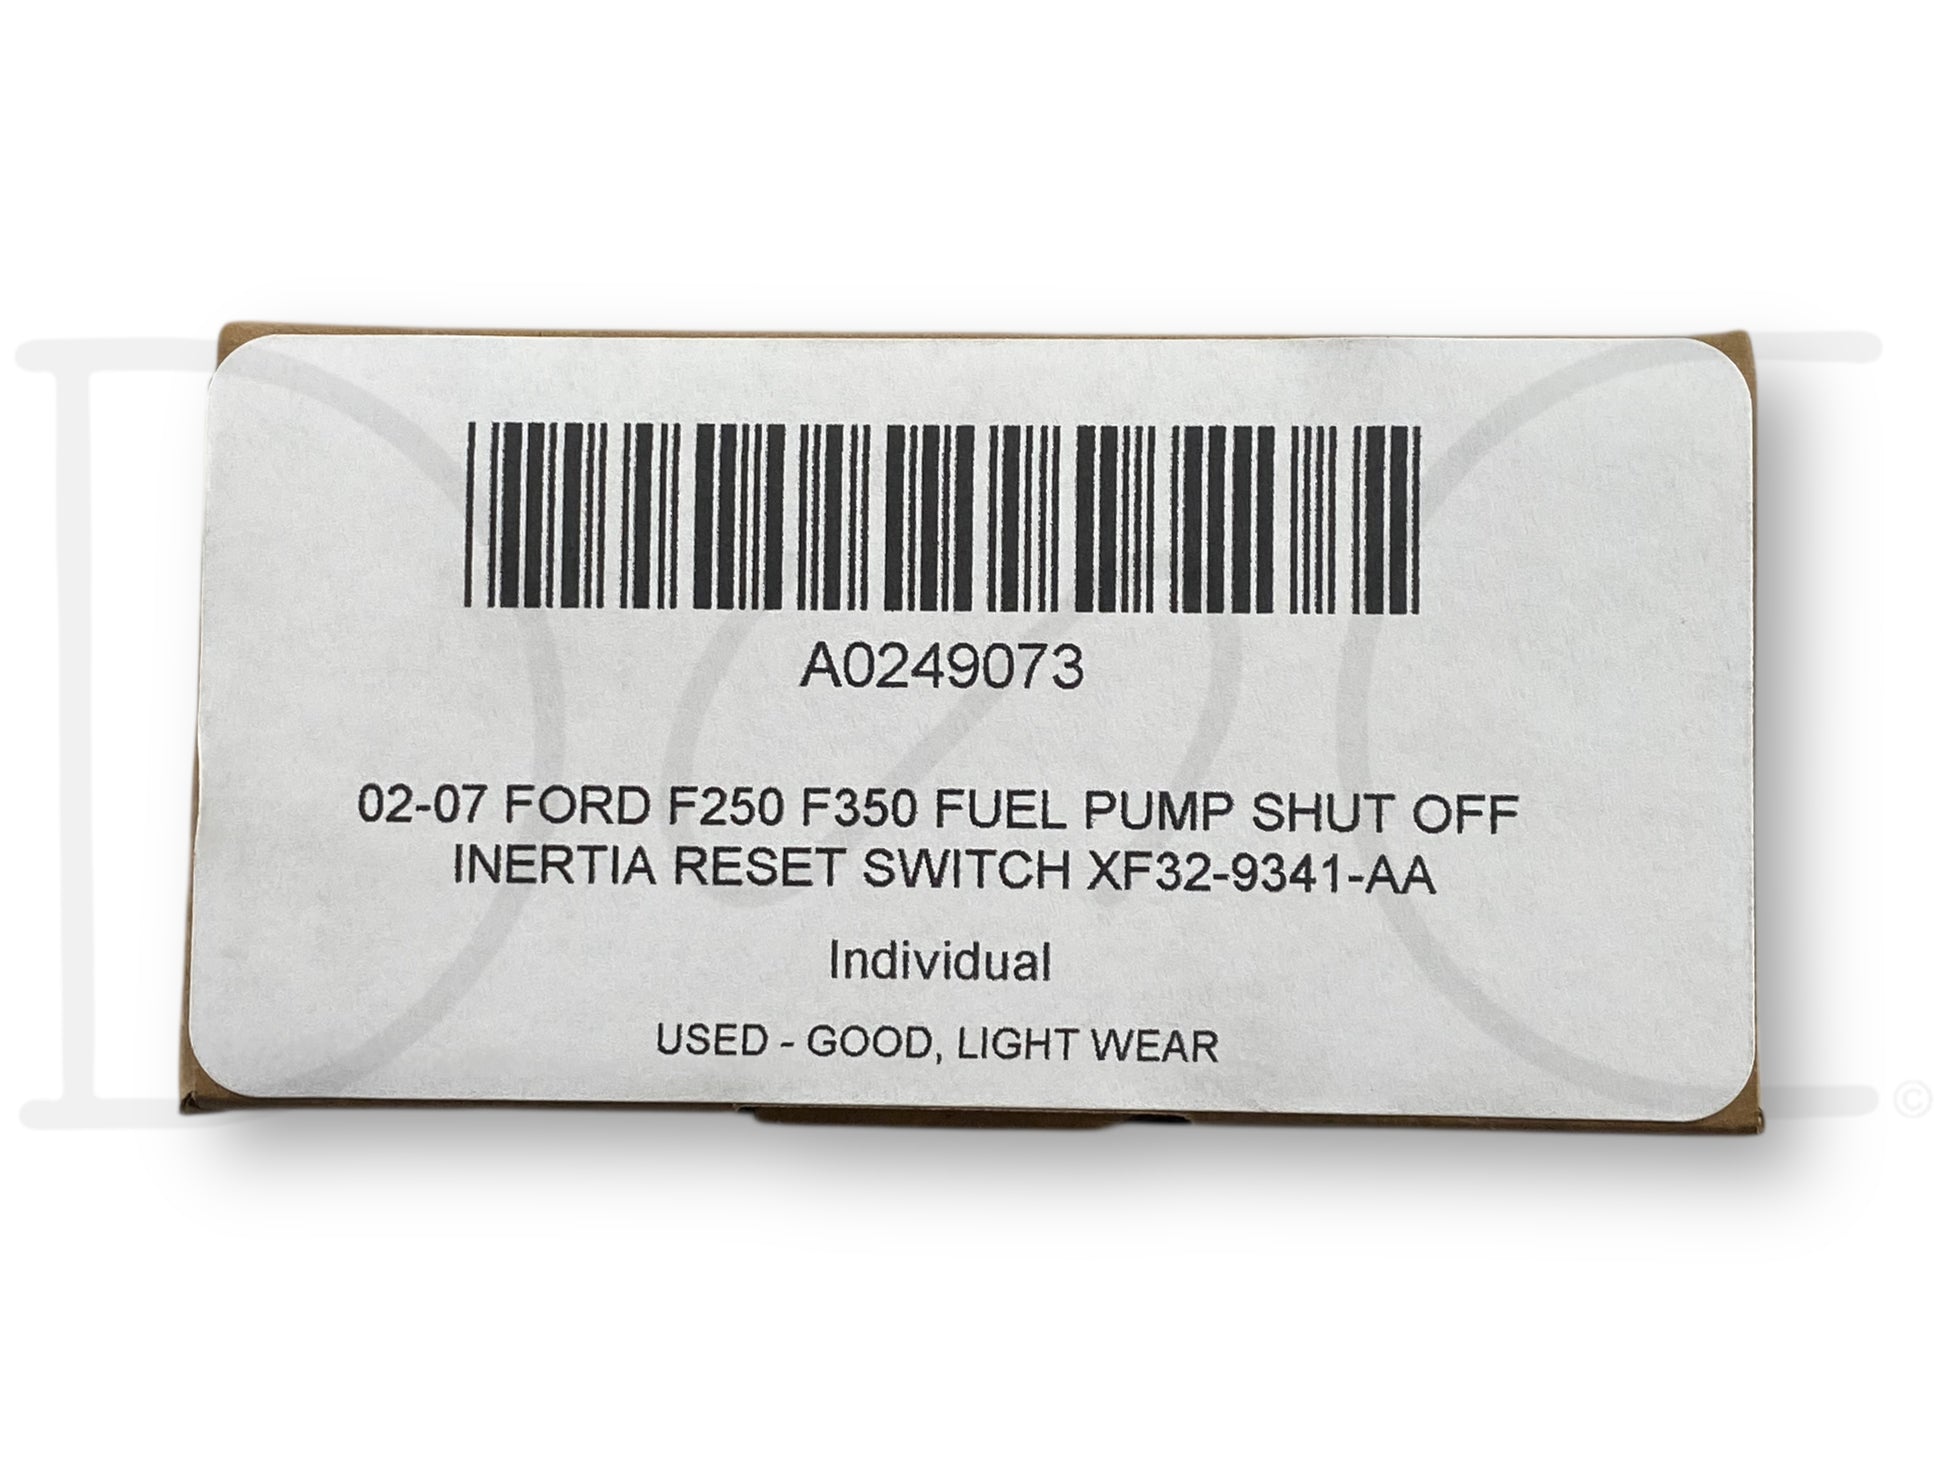 A0249073
02-07 FORD F250 F350 FUEL PUMP SHUT OFF
INERTIA RESET SWITCH XF32-9341-AA
Individual
USED - GOOD, LIGHT WEAR
©